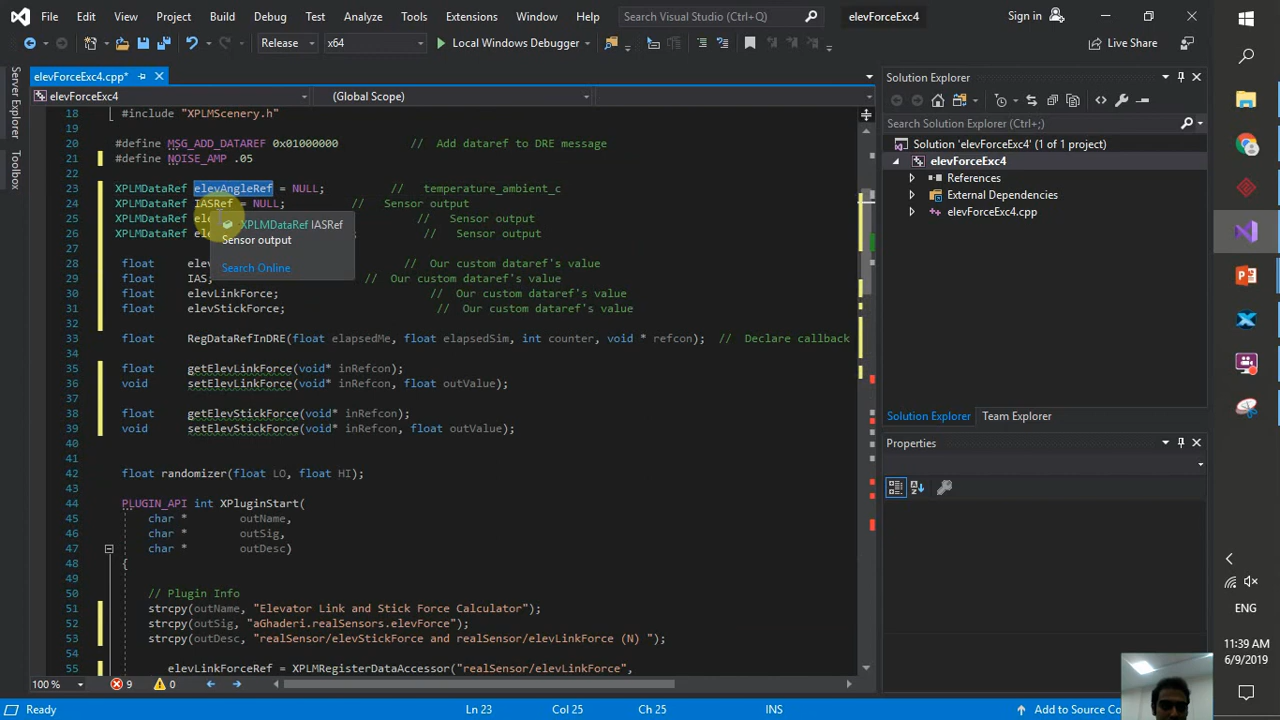 File Edit View Project Build Debug Test Analyze Tools Extensions Window Help Search Visual Studio (Ctrl+Q) elevForceExc4 Sign in
Release x64 Local Windows Debugger Live Share
Server Explorer
Toolbox
elevForceExc4.cpp*
elevForceExc4 (Global Scope)
18 #include "XPLMScenery.h"
19
20 #define MSG_ADD_DATAREF 0x01000000 // Add dataref to DRE message
21 #define NOISE_AMP .05
22
23 XPLMDataRef elevAngleRef = NULL; // temperature_ambient_c
24 XPLMDataRef IASRef = NULL; // Sensor output
25 XPLMDataRef // Sensor output
26 XPLMDataRef // Sensor output
XPLMDataRef IASRef
Sensor output
Search Online
27
28 float // Our custom dataref's value
29 float IAS; // Our custom dataref's value
30 float elevLinkForce; // Our custom dataref's value
31 float elevStickForce; // Our custom dataref's value
32
33 float RegDataRefInDRE(float elapsedMe, float elapsedSim, int counter, void * refcon); // Declare callback
34
35 float getElevLinkForce(void* inRefcon);
36 void setElevLinkForce(void* inRefcon, float outValue);
37
38 float getElevStickForce(void* inRefcon);
39 void setElevStickForce(void* inRefcon, float outValue);
40
41
42 float randomizer(float LO, float HI);
43
44 PLUGIN_API int XPluginStart(
45 char * outName,
46 char * outSig,
47 char * outDesc)
48 {
49
50 // Plugin Info
51 strcpy(outName, "Elevator Link and Stick Force Calculator");
52 strcpy(outSig, "aGhaderi.realSensors.elevForce");
53 strcpy(outDesc, "realSensor/elevStickForce and realSensor/elevLinkForce (N) ");
54
55 elevLinkForceRef = XPLMRegisterDataAccessor("realSensor/elevLinkForce",
100 % 9 0
Ready Ln 23 Col 25 Ch 25 INS Add to Source
Solution Explorer
Search Solution Explorer (Ctrl+;)
Solution 'elevForceExc4' (1 of 1 project)
elevForceExc4
References
External Dependencies
elevForceExc4.cpp
Solution Explorer Team Explorer
Properties
ENG
11:39 AM
6/9/2019